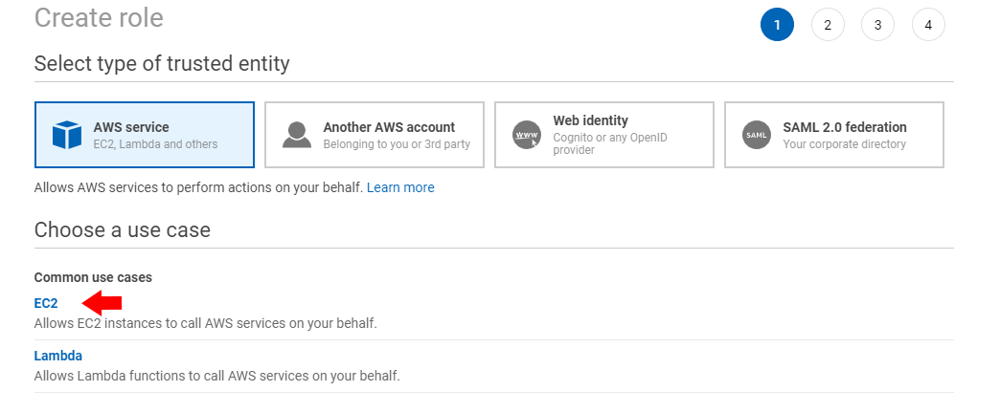 Create role
1 2 3 4
Select type of trusted entity
AWS service
EC2, Lambda and others
Another AWS account
Belonging to you or 3rd party
www
Web identity
Cognito or any OpenID
provider
SAML
SAML 2.0 federation
Your corporate directory
Allows AWS services to perform actions on your behalf. Learn more
Choose a use case
Common use cases
EC2
Allows EC2 instances to call AWS services on your behalf.
Lambda
Allows Lambda functions to call AWS services on your behalf.